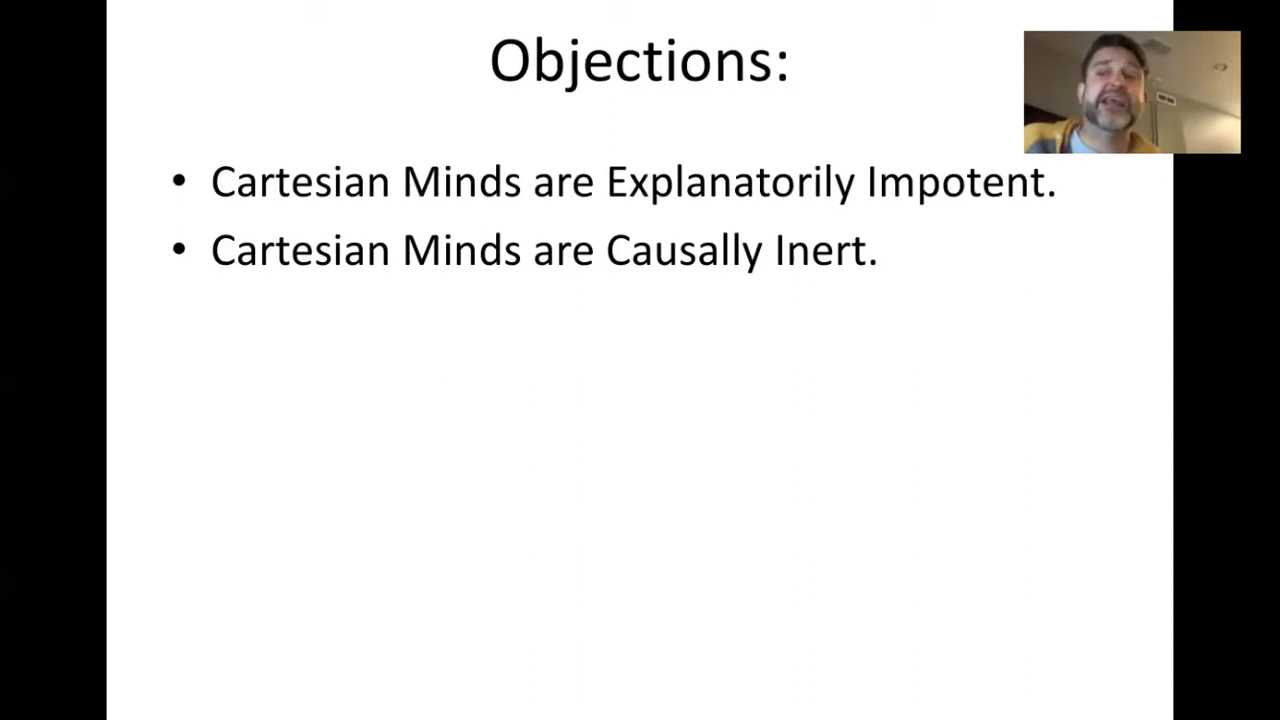 Objections:
• Cartesian Minds are Explanatorily Impotent.
• Cartesian Minds are Causally Inert.